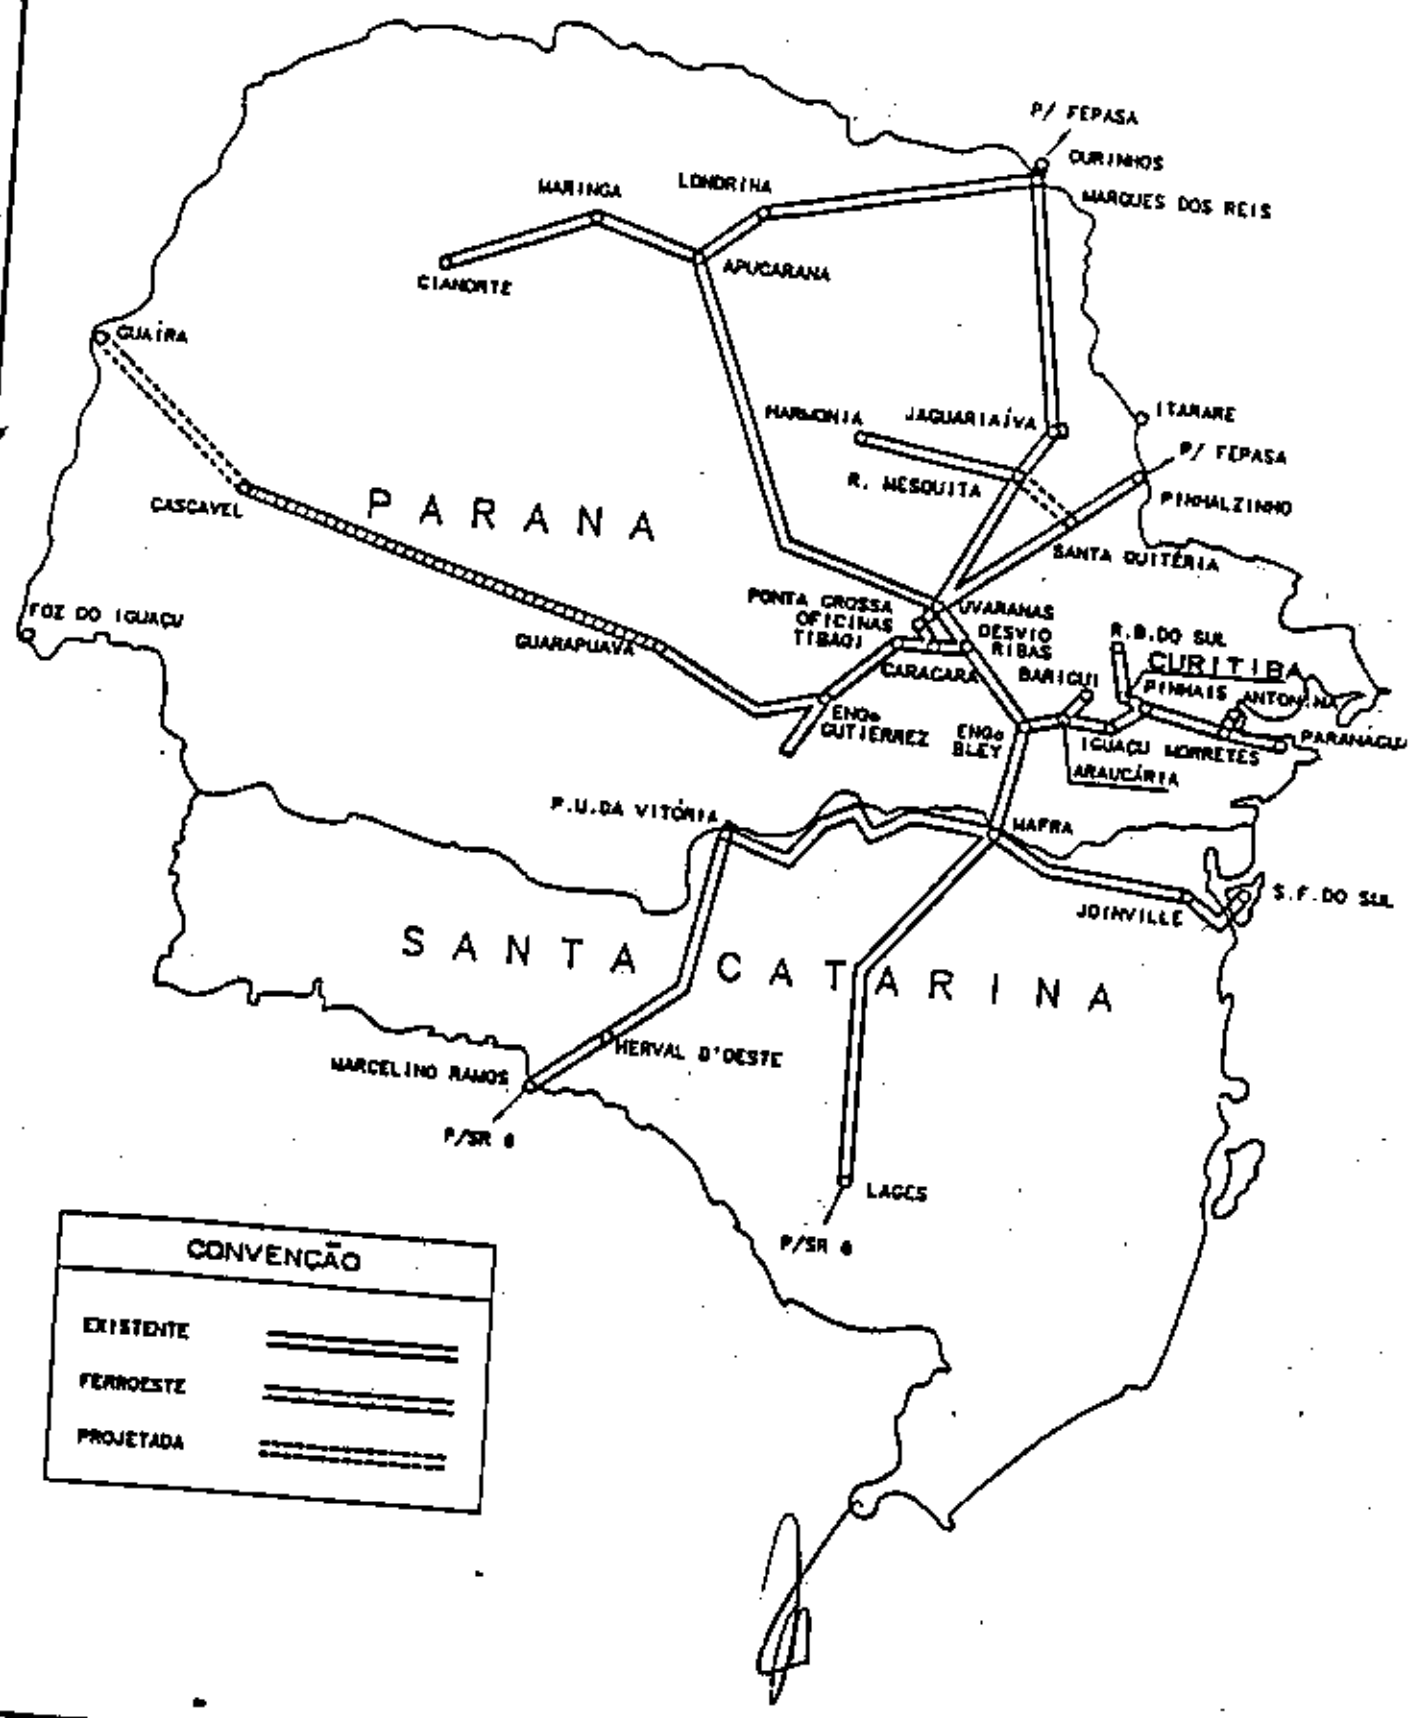 P/ FEPASA
OURINHOS
MARQUES DOS REIS
LONDRINA
MARINGA
APUCARANA
CIANORTE
GUAÍRA
HARMONIA
JAGUARIAÍVA
ITARARE
P/ FEPASA
R. MESQUITA
PINHALZINHO
CASCAVEL
PARANA
SANTA QUITÉRIA
PONTA GROSSA
OFICINAS
TIBAGI
UVARANAS
DESVIO
RIBAS
FOZ DO IGUAÇU
GUARAPUAVA
CARACARA
R.B.DO SUL
CURITIBA
BARIGUI
PINHAIS
ANTONINA
ENGº
GUTIERREZ
ENGº
BLEY
IGUAÇU
MORRETES
PARANAGU
ARAUCÁRIA
P.U.DA VITÓRIA
MAFRA
S.F.DO SUL
JOINVILLE
SANTA CATARINA
HERVAL D'OESTE
MARCELINO RAMOS
P/SR 6
LAGES
P/SR 6
CONVENÇÃO
EXISTENTE
FERROESTE
PROJETADA